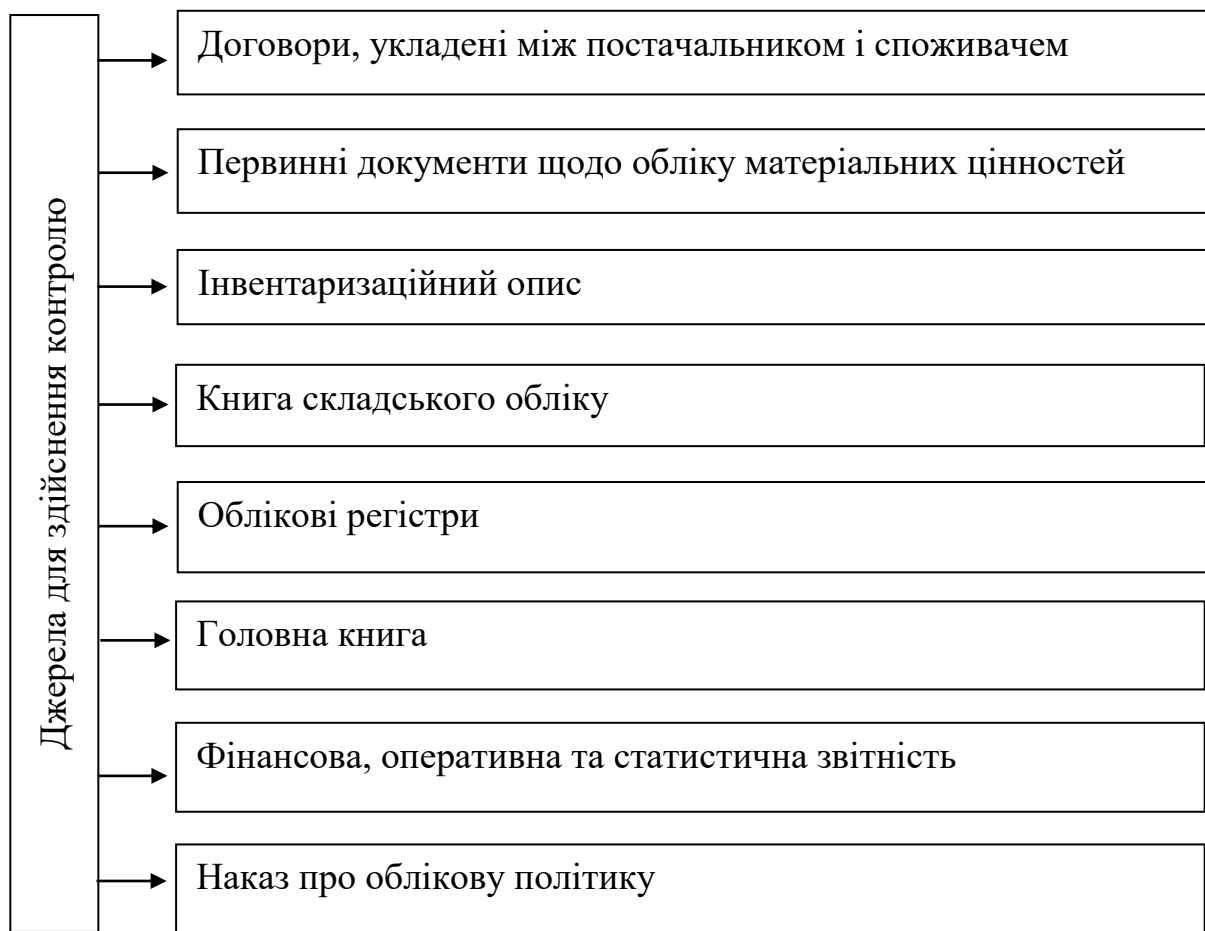 Джерела для здійснення контролю
Договори, укладені між постачальником і споживачем
Первинні документи щодо обліку матеріальних цінностей
Інвентаризаційний опис
Книга складського обліку
Облікові регістри
Головна книга
Фінансова, оперативна та статистична звітність
Наказ про облікову політику